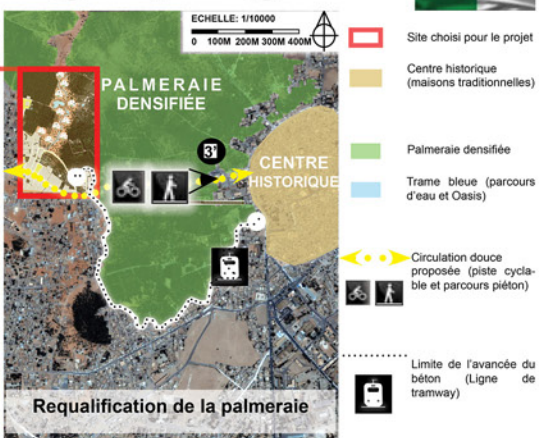 ECHELLE: 1/10000
0 100M 200M 300M 400M
PALMERAIE
DENSIFIÉE
3
CENTRE
HISTORIQUE
Requalification de la palmeraie
Site choisi pour le projet
Centre historique
(maisons traditionnelles)
Palmeraie densifiée
Trame bleue (parcours
d'eau et Oasis)
Circulation douce
proposée (piste cycla-
ble et parcours piéton)
Limite de l'avancée du
béton (Ligne de
tramway)